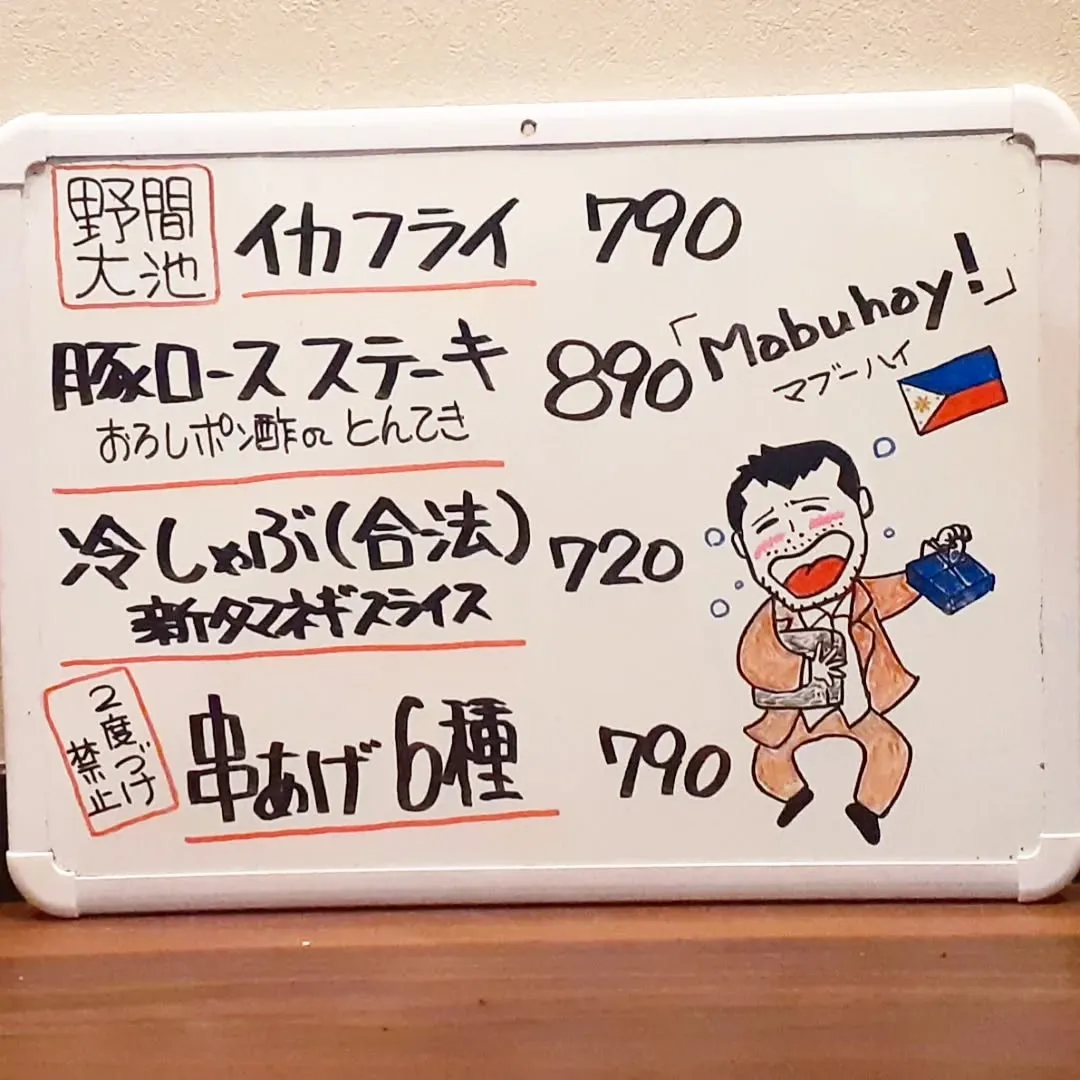 野間
大池
イカフライ 790
豚ロースステーキ 890
おろしポン酢or とんてき
「Mabuhay!」
マブーハイ
冷しゃぶ(合法) 720
新タマネギスライス
2度づけ
禁止
串あげ6種 790